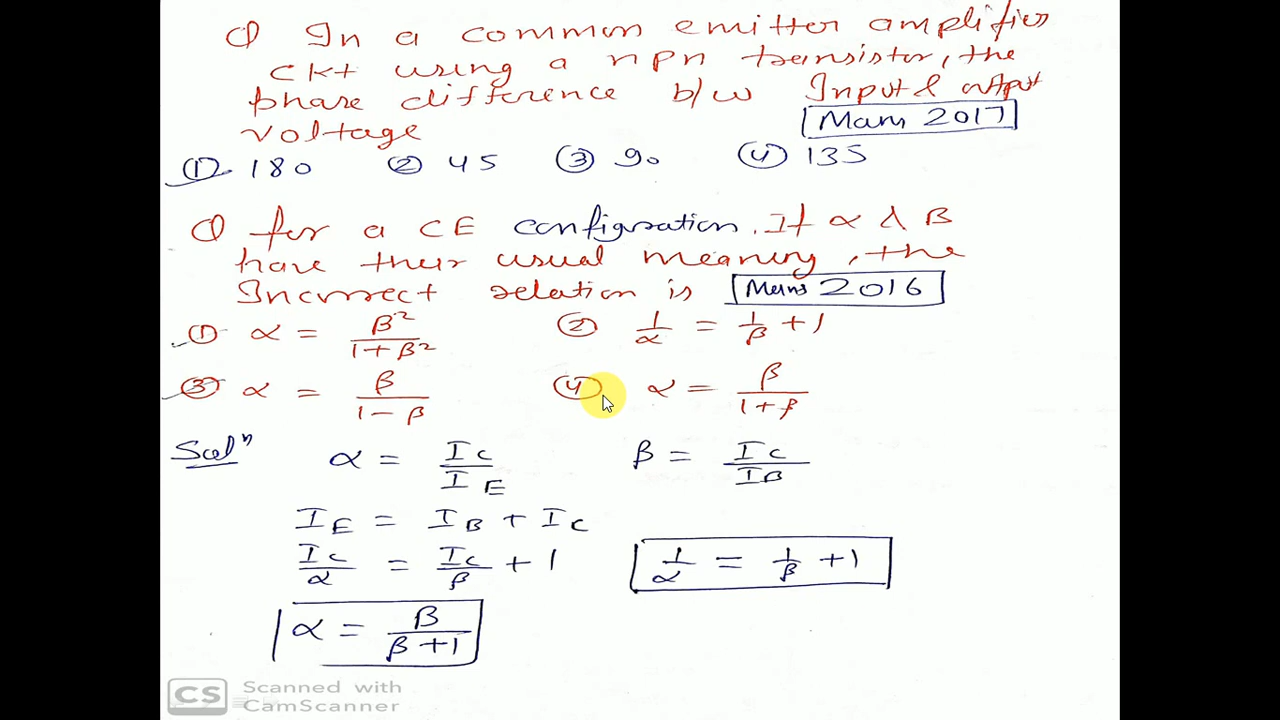 Q In a common emitter amplifier
ckt using a npn transistor, the
phase difference b/w Input & output
voltage
Mains 2017
① 180 ② 45 ③ 90 ④ 135
Q for a CE configration. If α & β
have their usual meaning, the
Incorrect relation is Mains 2016
① α = β²/(1+β²) ② 1/α = 1/β + 1
③ α = β/(1-β) ④ α = β/(1+β)
Solⁿ α = Ic/IE β = Ic/IB
IE = IB + Ic
Ic/α = Ic/β + 1 1/α = 1/β + 1
α = β/(β+1)
CS Scanned with
CamScanner